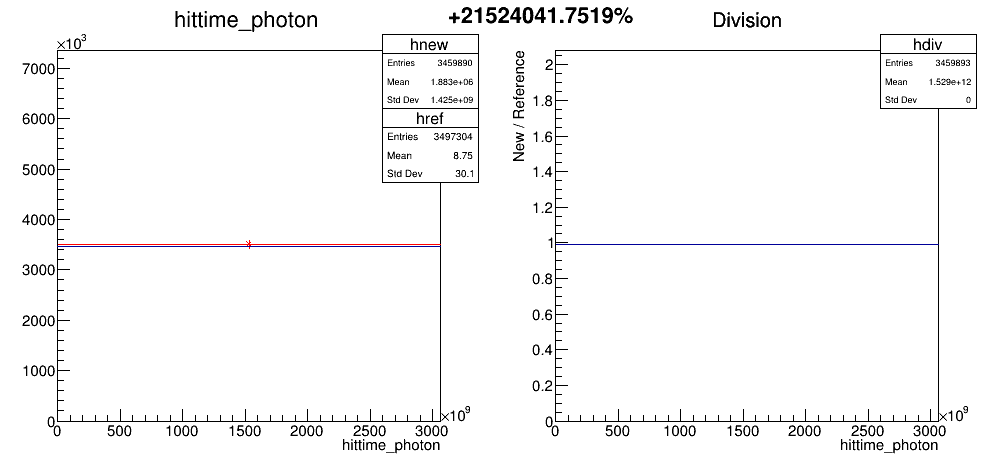 +21524041.7519%
hittime_photon
×10³
7000
6000
5000
4000
3000
2000
1000
0
0 500 1000 1500 2000 2500 3000
×10⁹
hittime_photon
hnew
Entries 3459890
Mean 1.883e+06
Std Dev 1.425e+09
href
Entries 3497304
Mean 8.75
Std Dev 30.1
Division
New / Reference
2
1.8
1.6
1.4
1.2
1
0.8
0.6
0.4
0.2
0
0 500 1000 1500 2000 2500 3000
×10⁹
hittime_photon
hdiv
Entries 3459893
Mean 1.529e+12
Std Dev 0